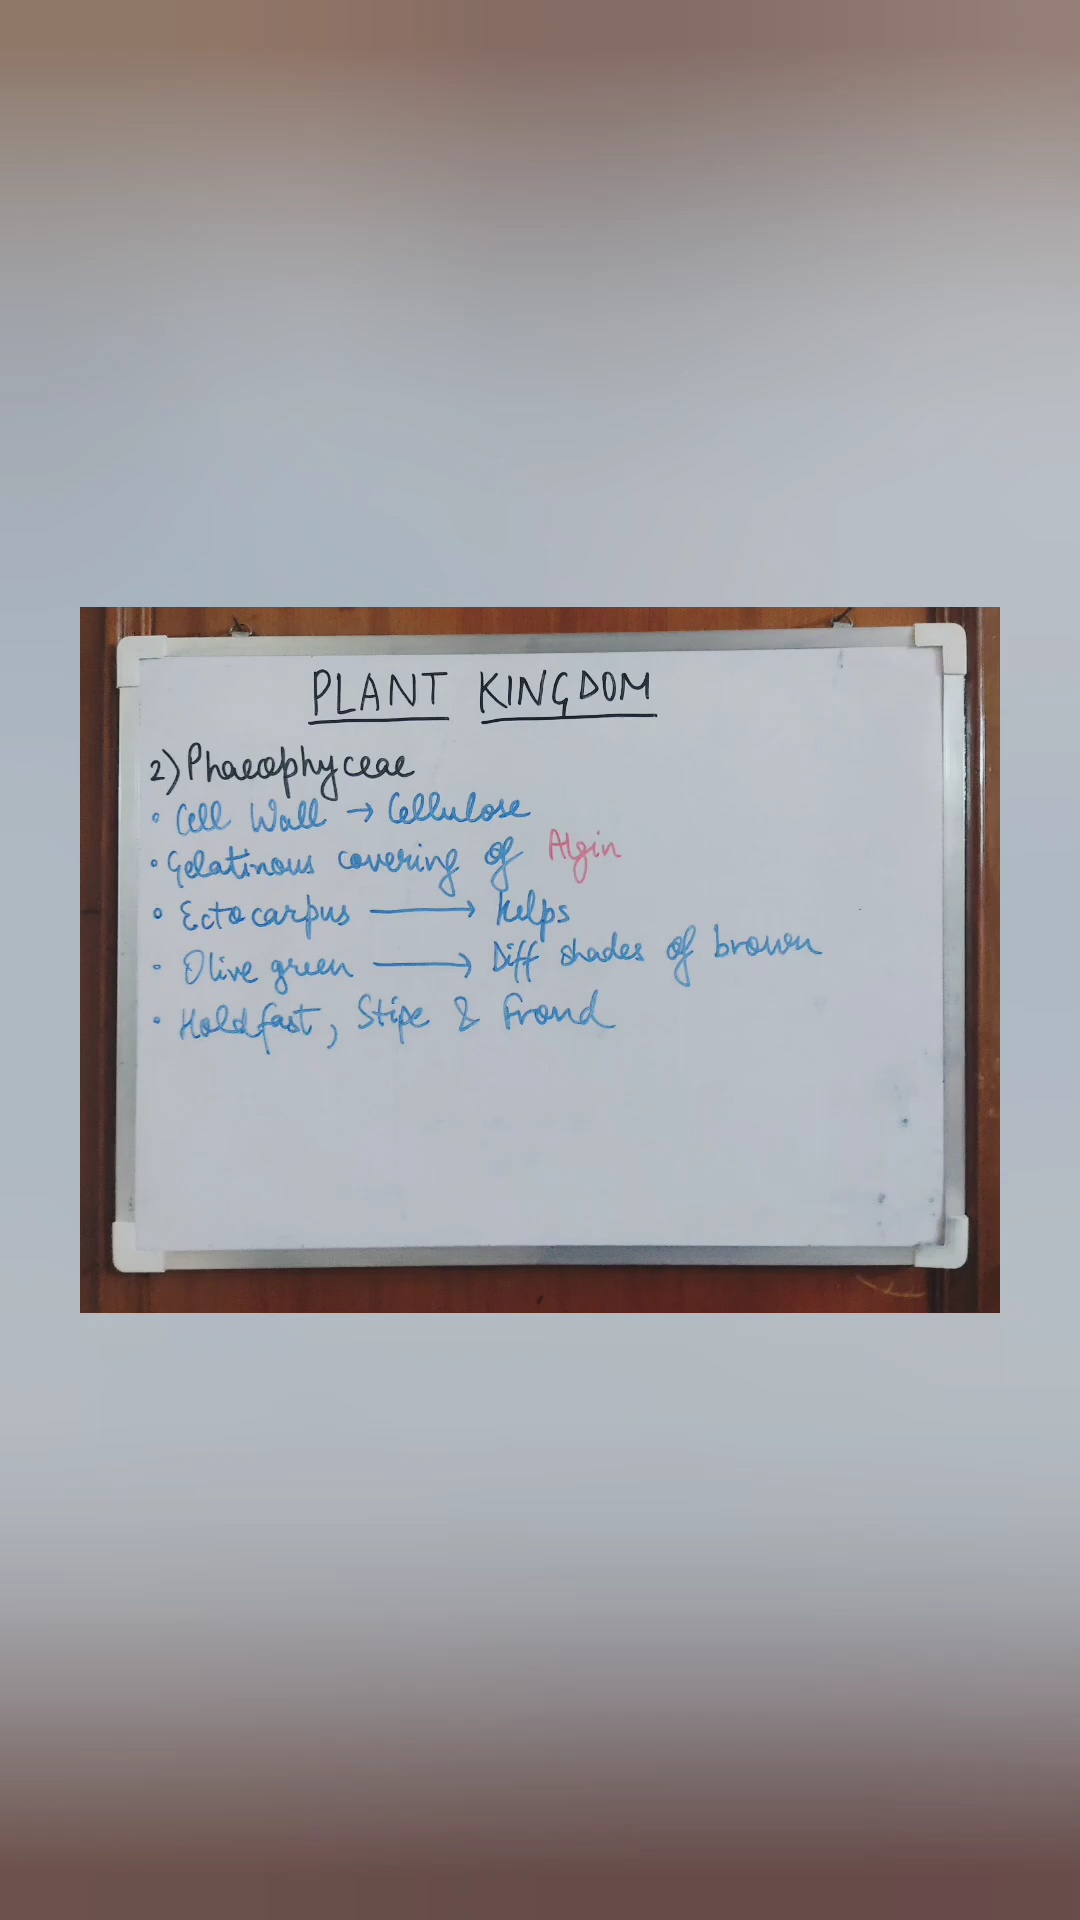 PLANT KINGDOM
2) Phaeophyceae
• Cell Wall → Cellulose
• Gelatinous covering of Algin
• Ectocarpus → kelps
• Olive green → Diff shades of brown
• Holdfast, Stipe & Frond